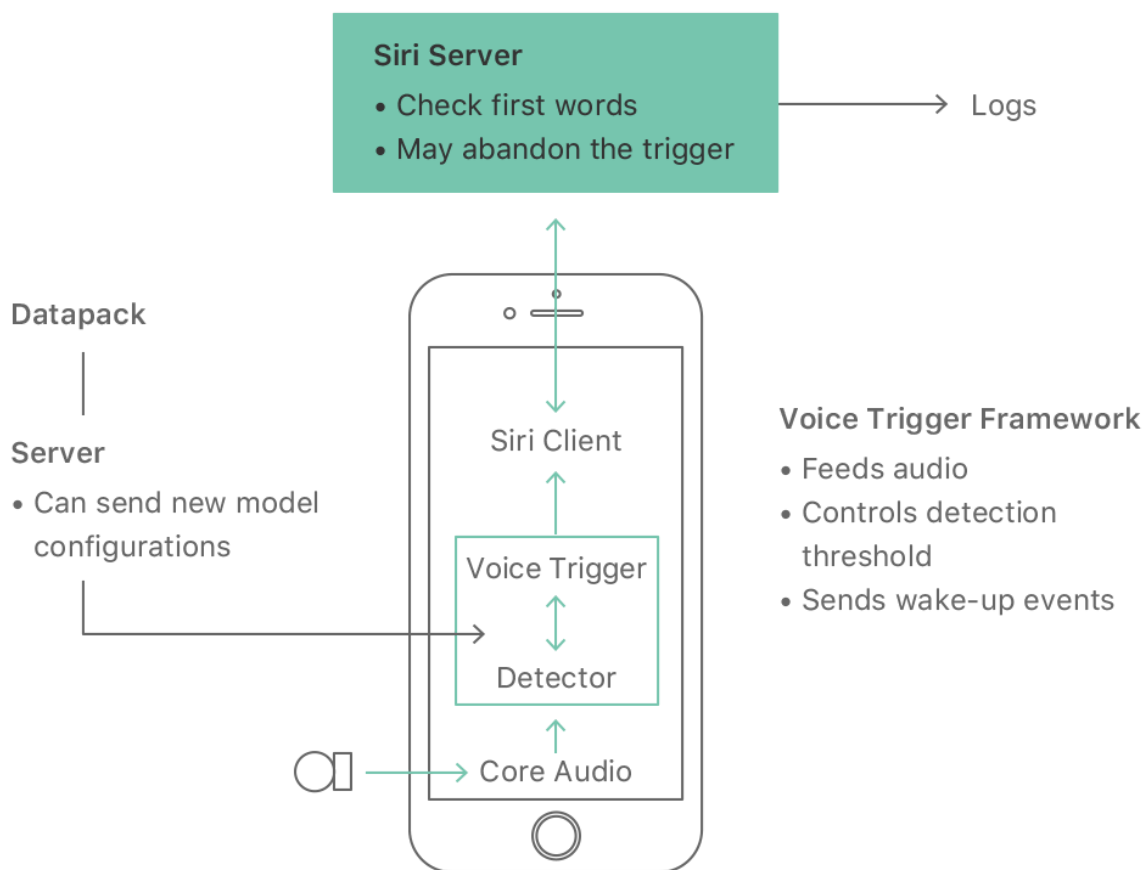 Siri Server
• Check first words
• May abandon the trigger
Logs
Datapack
Server
• Can send new model
configurations
Siri Client
Voice Trigger
Detector
Core Audio
Voice Trigger Framework
• Feeds audio
• Controls detection
threshold
• Sends wake-up events